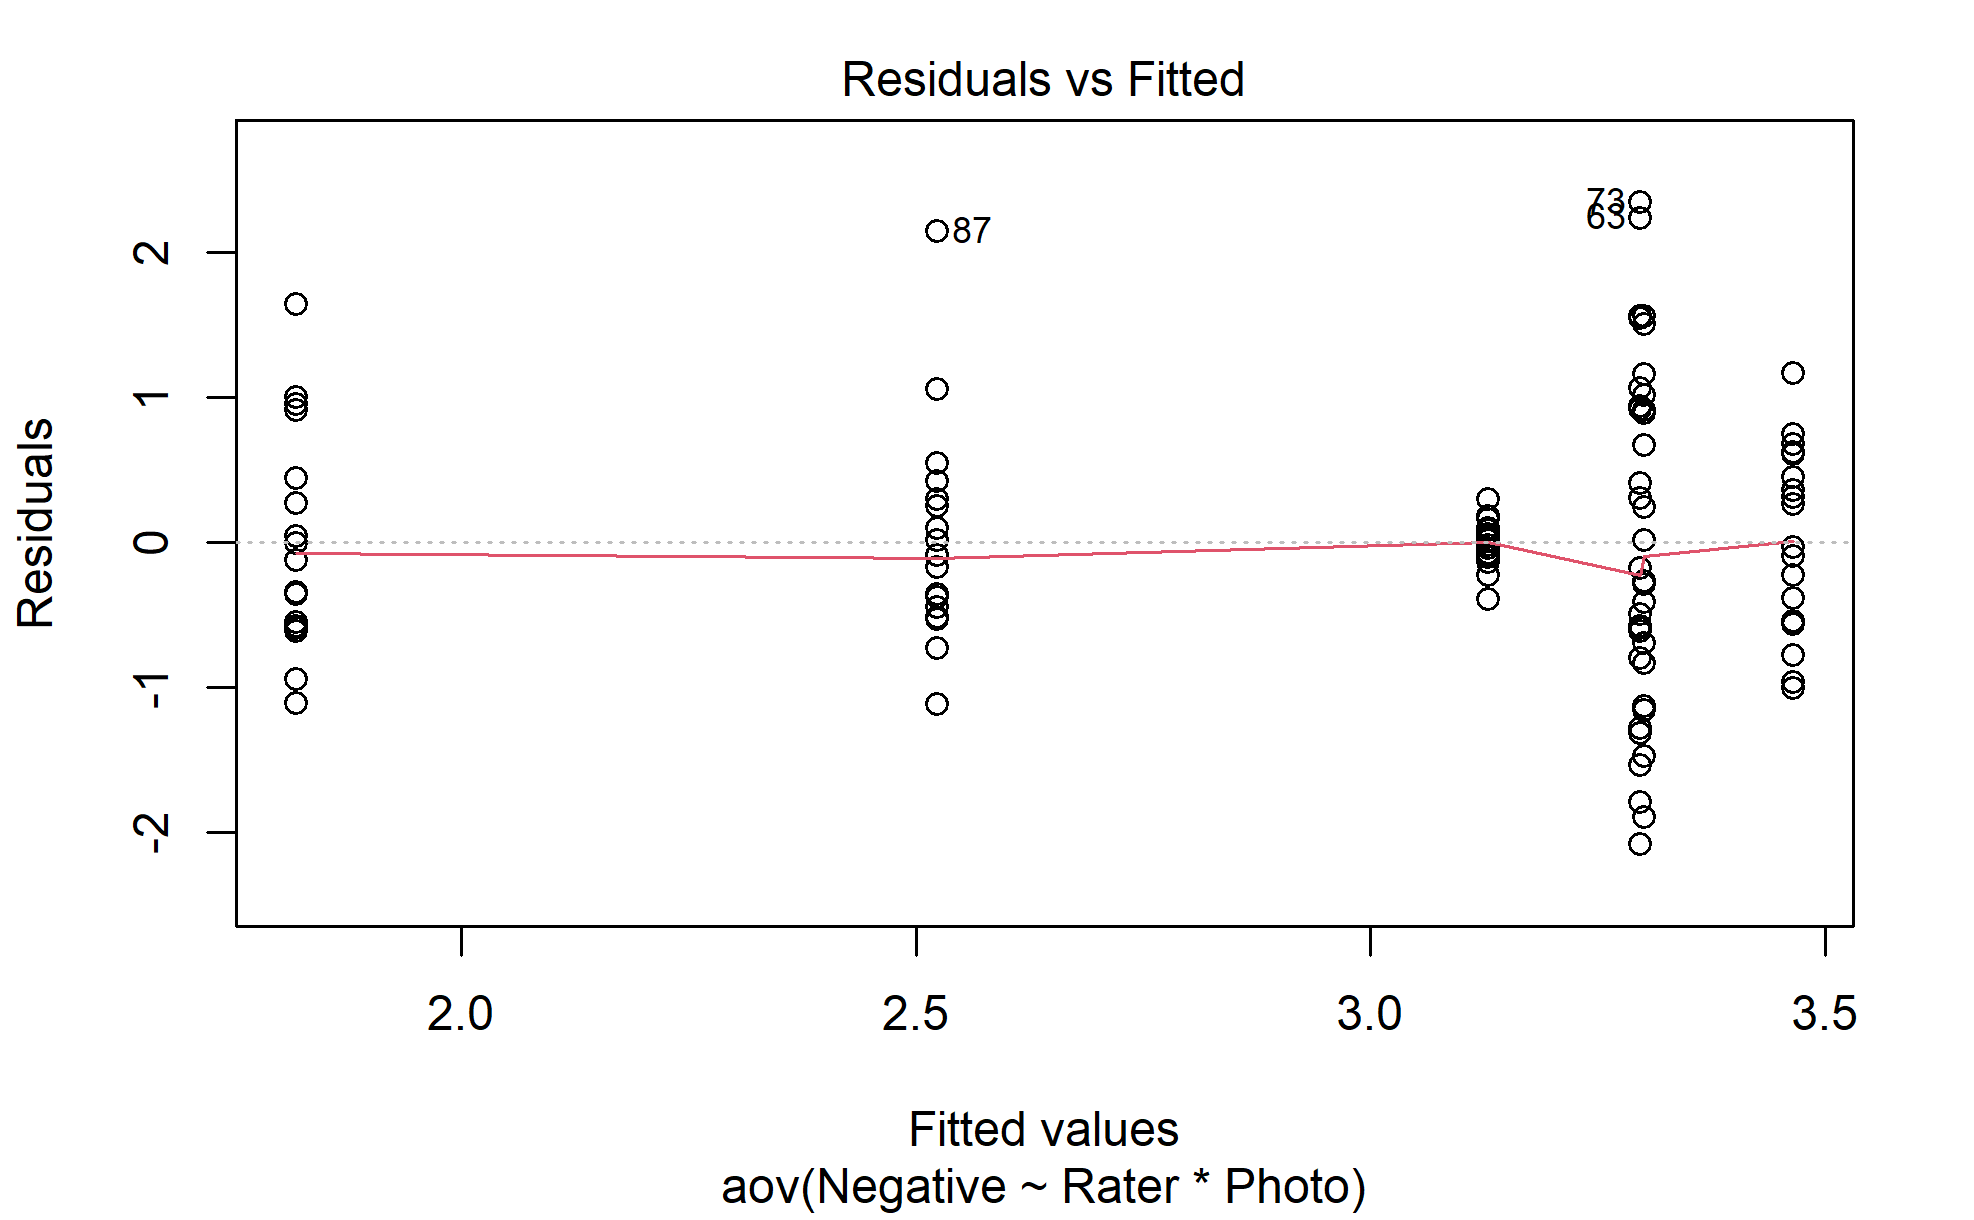 Residuals vs Fitted
Residuals
2
1
0
-1
-2
87
73
63
2.0 2.5 3.0 3.5
Fitted values
aov(Negative ~ Rater * Photo)